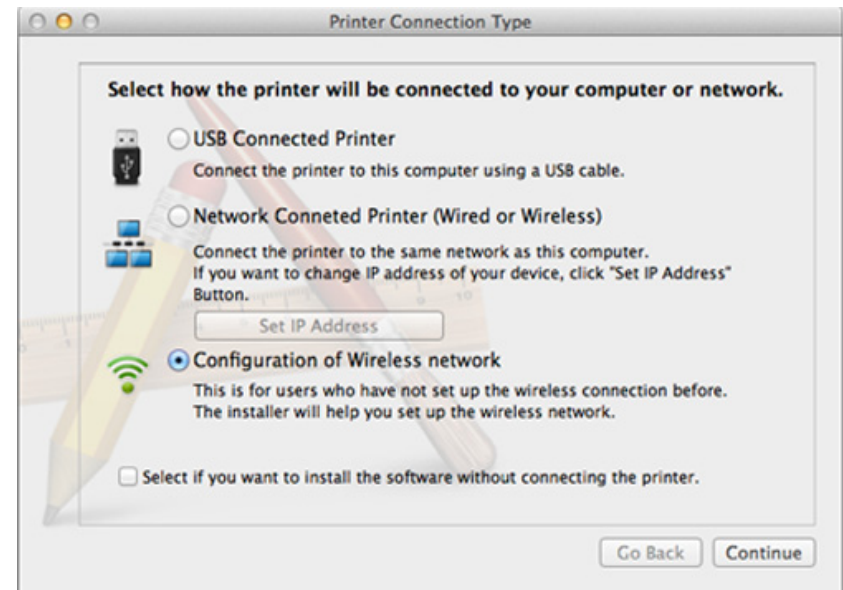 Printer Connection Type
Select how the printer will be connected to your computer or network.
USB Connected Printer
Connect the printer to this computer using a USB cable.
Network Conneted Printer (Wired or Wireless)
Connect the printer to the same network as this computer.
If you want to change IP address of your device, click "Set IP Address"
Button.
Set IP Address
Configuration of Wireless network
This is for users who have not set up the wireless connection before.
The installer will help you set up the wireless network.
Select if you want to install the software without connecting the printer.
Go Back
Continue